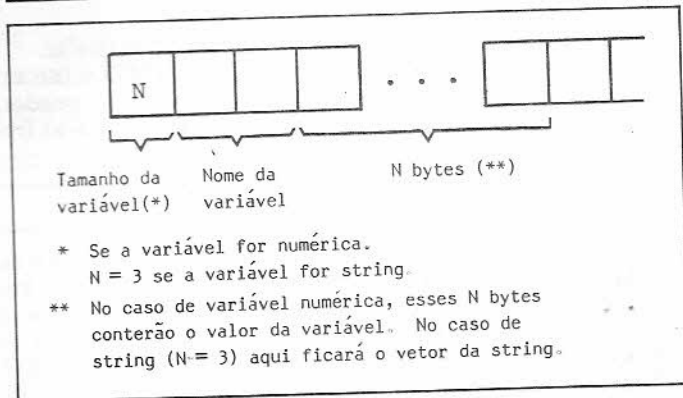 N
Tamanho da Nome da N bytes (**)
variável(*) variável
* Se a variável for numérica.
N = 3 se a variável for string.
** No caso de variável numérica, esses N bytes
conterão o valor da variável. No caso de
string (N = 3) aqui ficará o vetor da string.